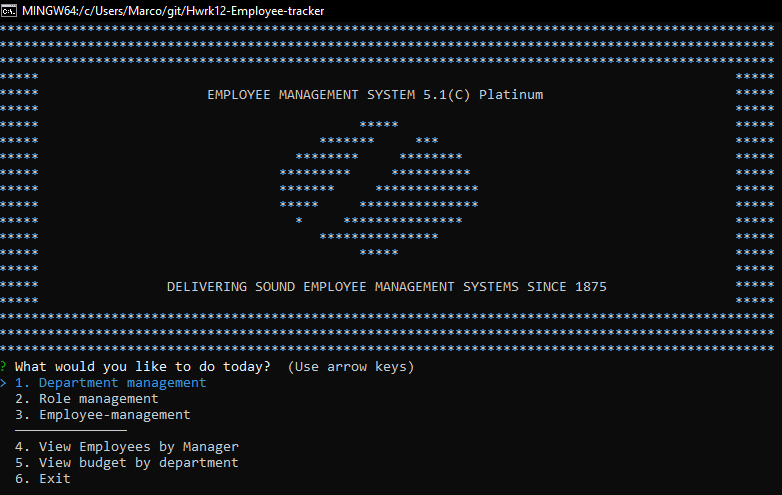 MINGW64:/c/Users/Marco/git/Hwrk12-Employee-tracker
EMPLOYEE MANAGEMENT SYSTEM 5.1(C) Platinum
DELIVERING SOUND EMPLOYEE MANAGEMENT SYSTEMS SINCE 1875
? What would you like to do today?  (Use arrow keys)
> 1. Department management
2. Role management
3. Employee-management
──────────────
4. View Employees by Manager
5. View budget by department
6. Exit